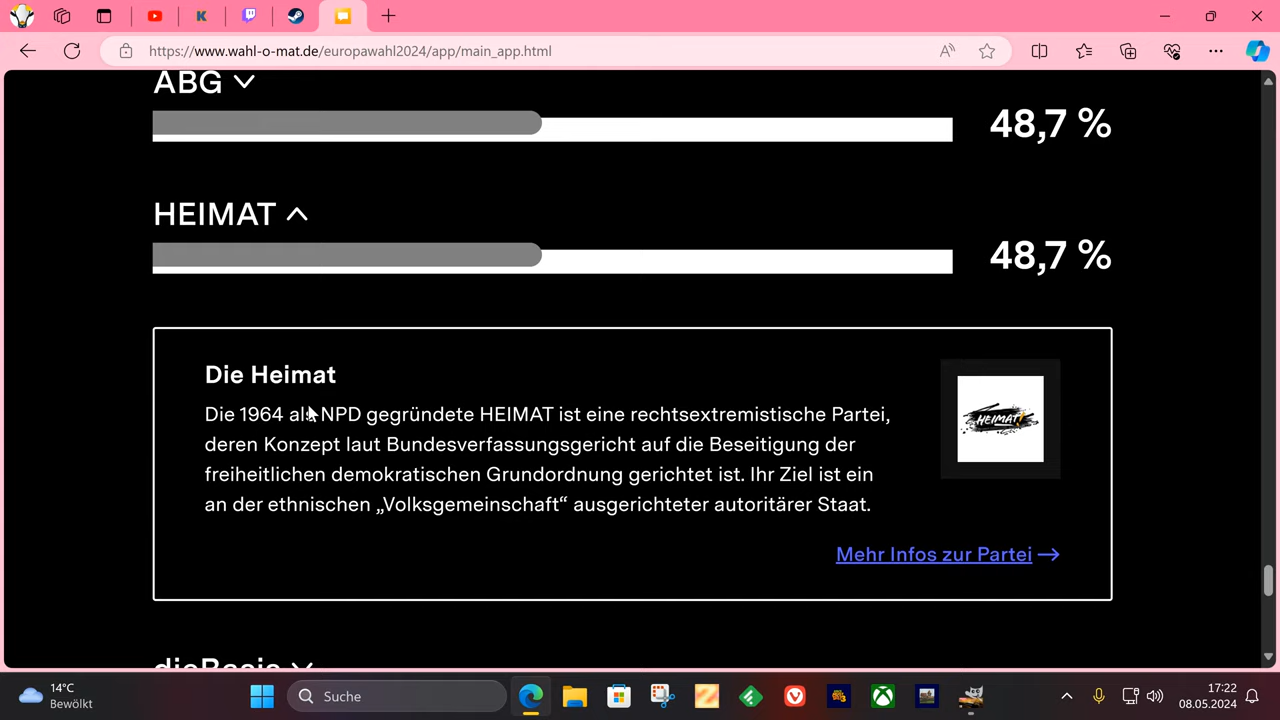 https://www.wahl-o-mat.de/europawahl2024/app/main_app.html
ABG
48,7 %
HEIMAT
48,7 %
Die Heimat
Die 1964 als NPD gegründete HEIMAT ist eine rechtsextremistische Partei,
deren Konzept laut Bundesverfassungsgericht auf die Beseitigung der
freiheitlichen demokratischen Grundordnung gerichtet ist. Ihr Ziel ist ein
an der ethnischen „Volksgemeinschaft“ ausgerichteter autoritärer Staat.
HEIMAT
Mehr Infos zur Partei
dieBasis
14°C
Bewölkt
Suche
17:22
08.05.2024